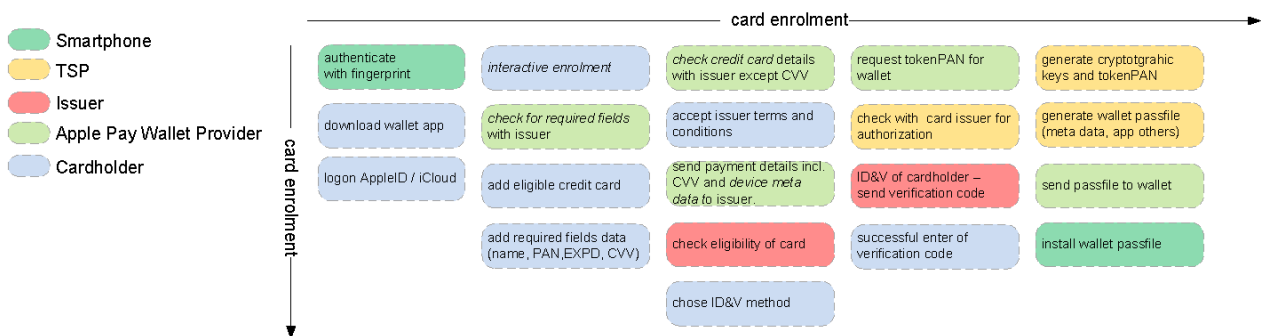 card enrolment
Smartphone
TSP
Issuer
Apple Pay Wallet Provider
Cardholder
card enrolment
authenticate
with fingerprint
download wallet app
logon AppleID / iCloud
interactive enrolment
check for required fields
with issuer
add eligible credit card
add required fields data
(name, PAN,EXPD, CVV)
check credit card details
with issuer except CVV
accept issuer terms and
conditions
send payment details incl.
CVV and device meta
data to issuer.
check eligibility of card
chose ID&V method
request tokenPAN for
wallet
check with card issuer for
authorization
ID&V of cardholder –
send verification code
successful enter of
verification code
generate cryptotgrahic
keys and tokenPAN
generate wallet passfile
(meta data, app others)
send passfile to wallet
install wallet passfile